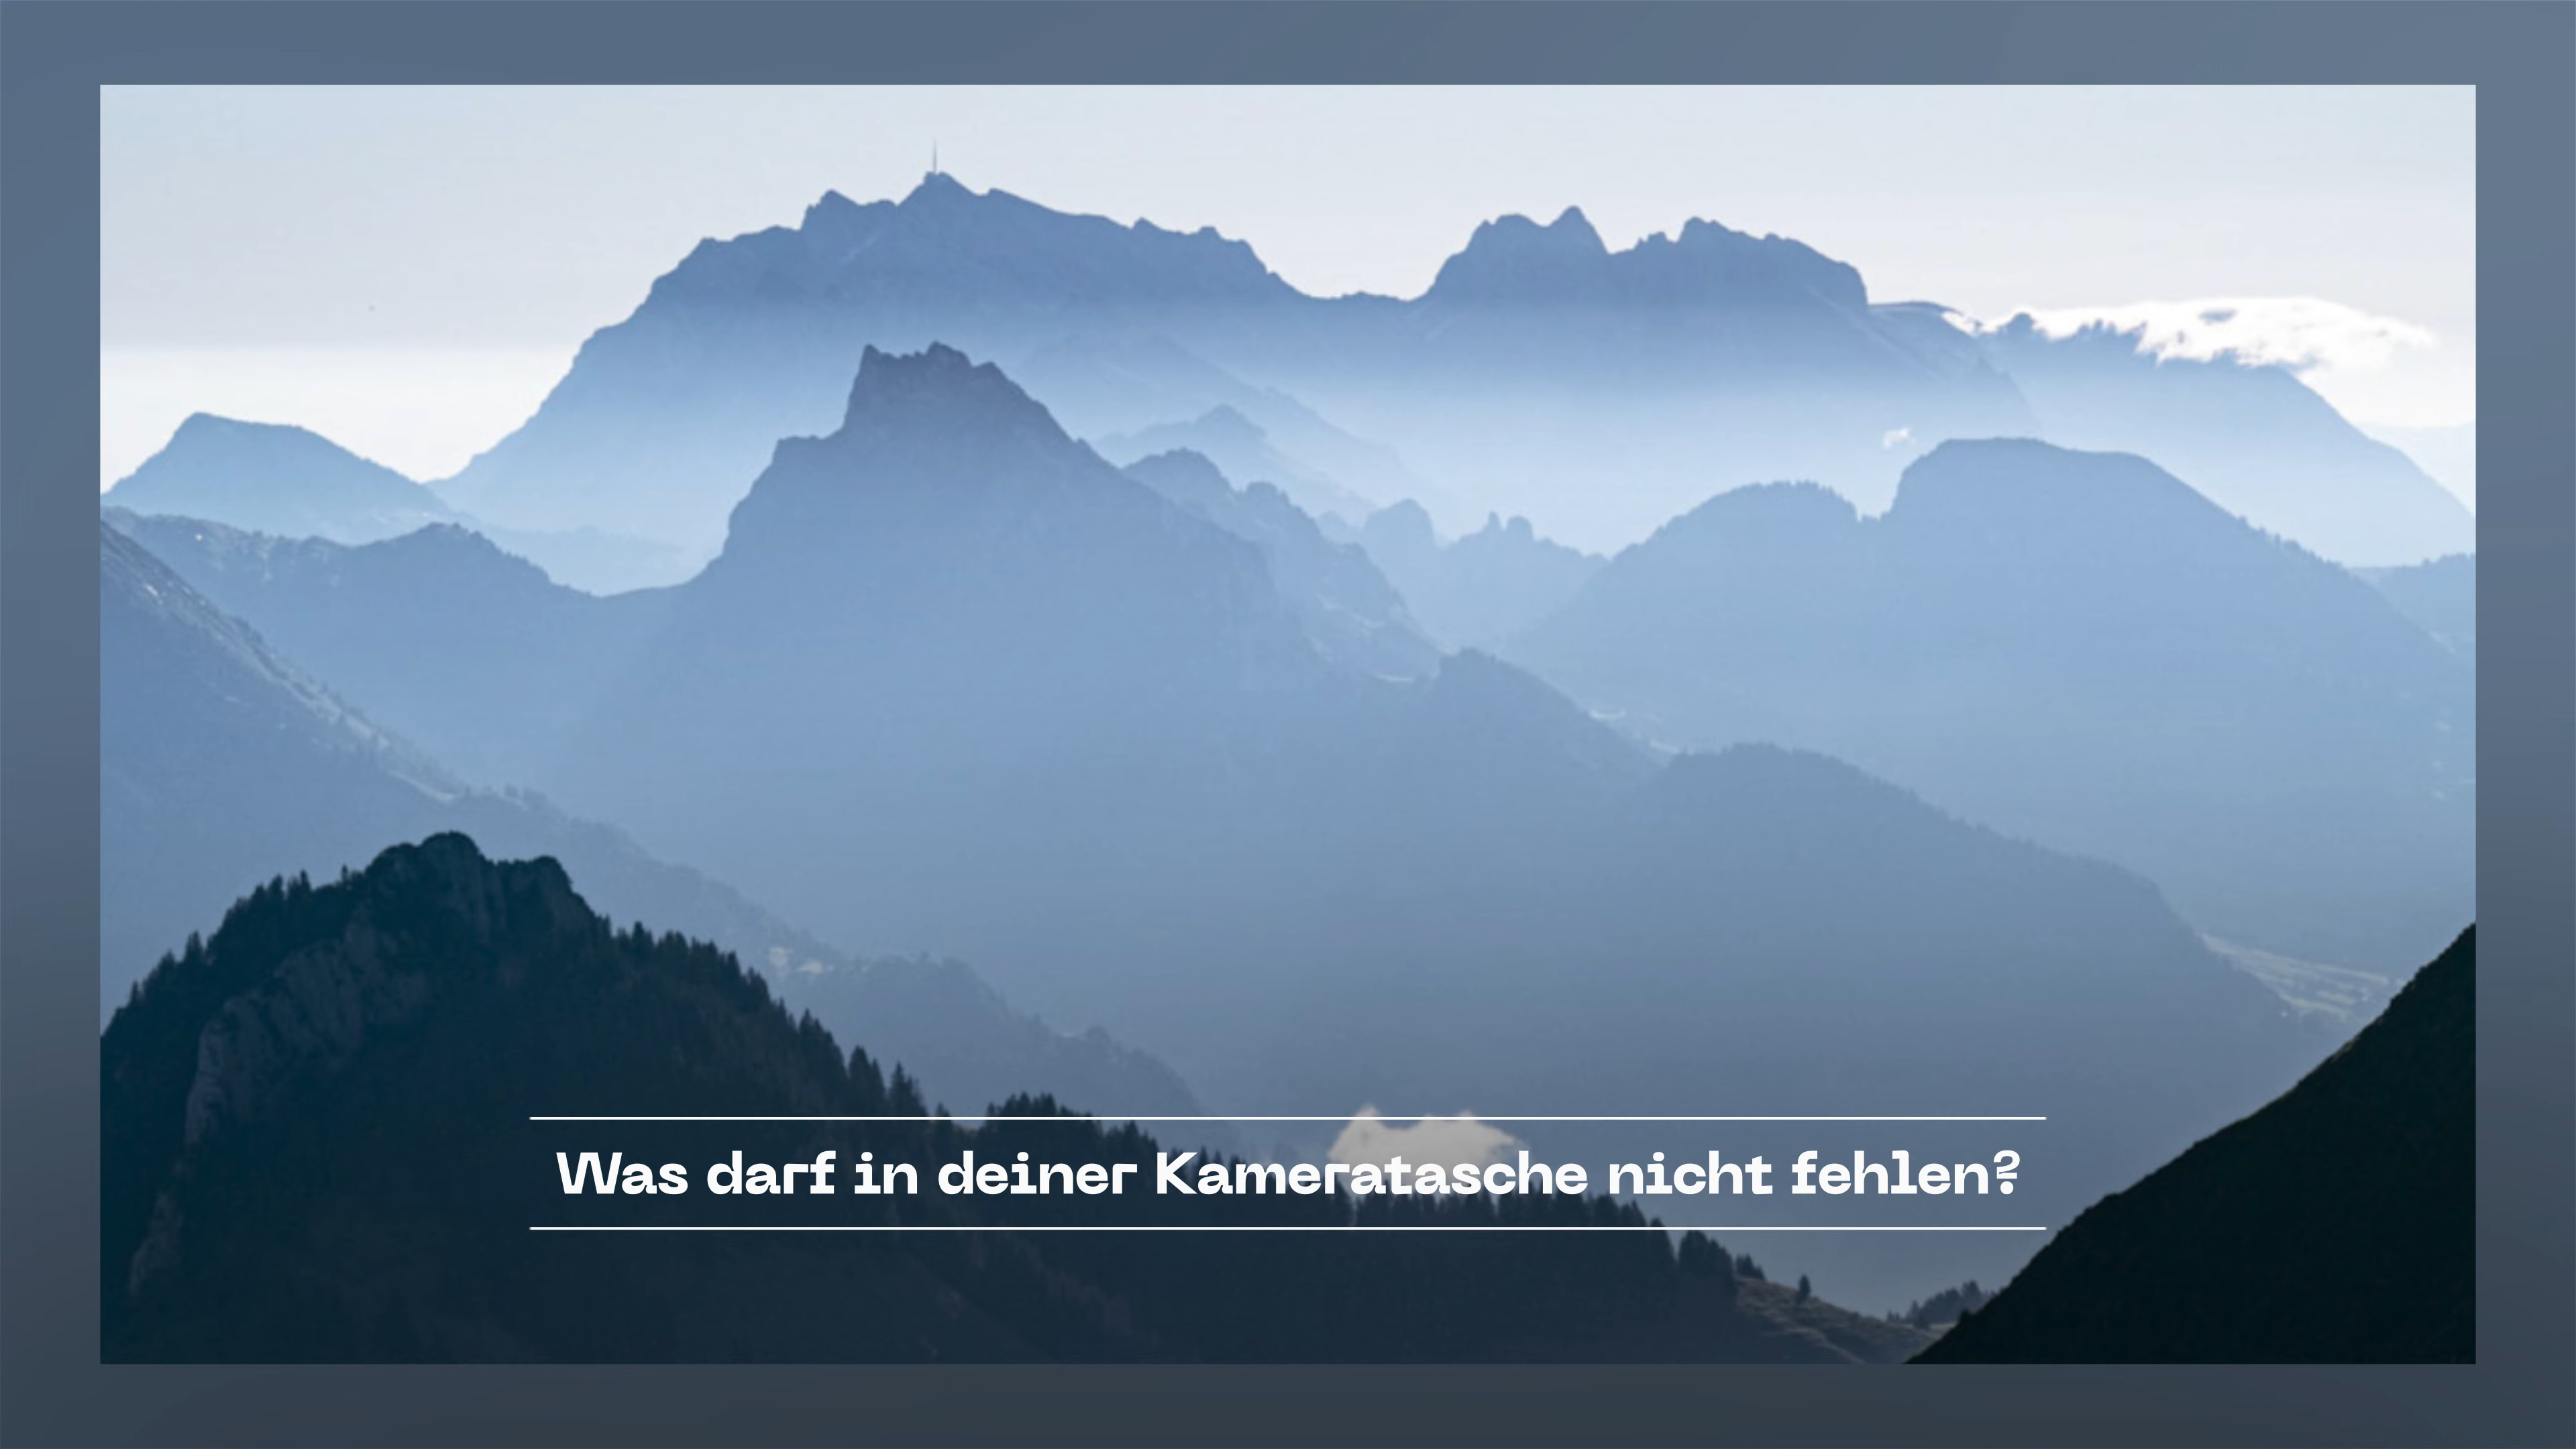 Was darf in deiner Kameratasche nicht fehlen?